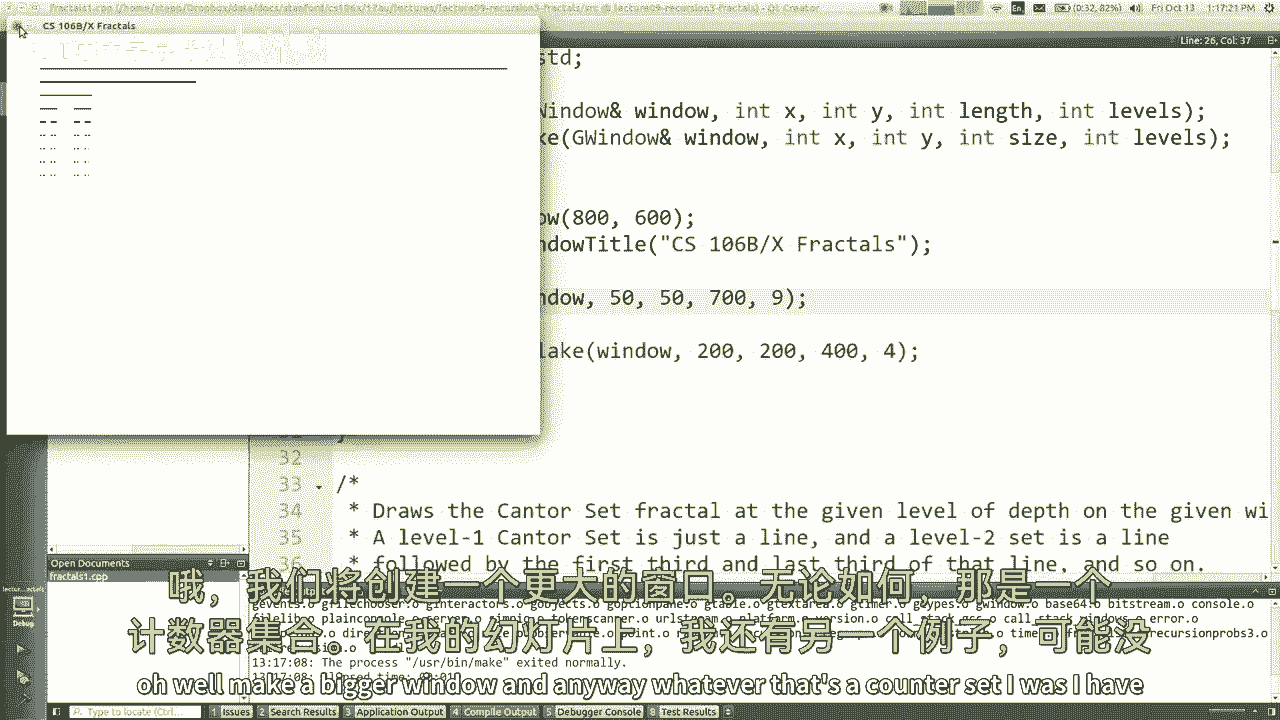 CS 106B/X Fractals
(0:32, 82%)
Fri Oct 13
1:17:21 PM
Line: 26, Col: 37
std;
Window& window, int x, int y, int length, int levels);
ke(GWindow& window, int x, int y, int size, int levels);
ow(800, 600);
ndowTitle("CS 106B/X Fractals");
ndow, 50, 50, 700, 9);
lake(window, 200, 200, 400, 4);
32
33 /*
34 * Draws the Cantor Set fractal at the given level of depth on the given wi
35 * A level-1 Cantor Set is just a line, and a level-2 set is a line
36 * followed by the first third and last third of that line, and so on.
Open Documents
fractals1.cpp
哦，我们将创建一个更大的窗口。无论如何，那是一个
计数器集合。在我的幻灯片上，我还有另一个例子，可能没
13:17:08: The process "/usr/bin/make" exited normally.
oh well make a bigger window and anyway whatever that's a counter set I was I have
Debug
Type to locate (Ctrl...
1 Issues
2 Search Results
3 Application Output
4 Compile Output
5 Debugger Console
8 Test Results